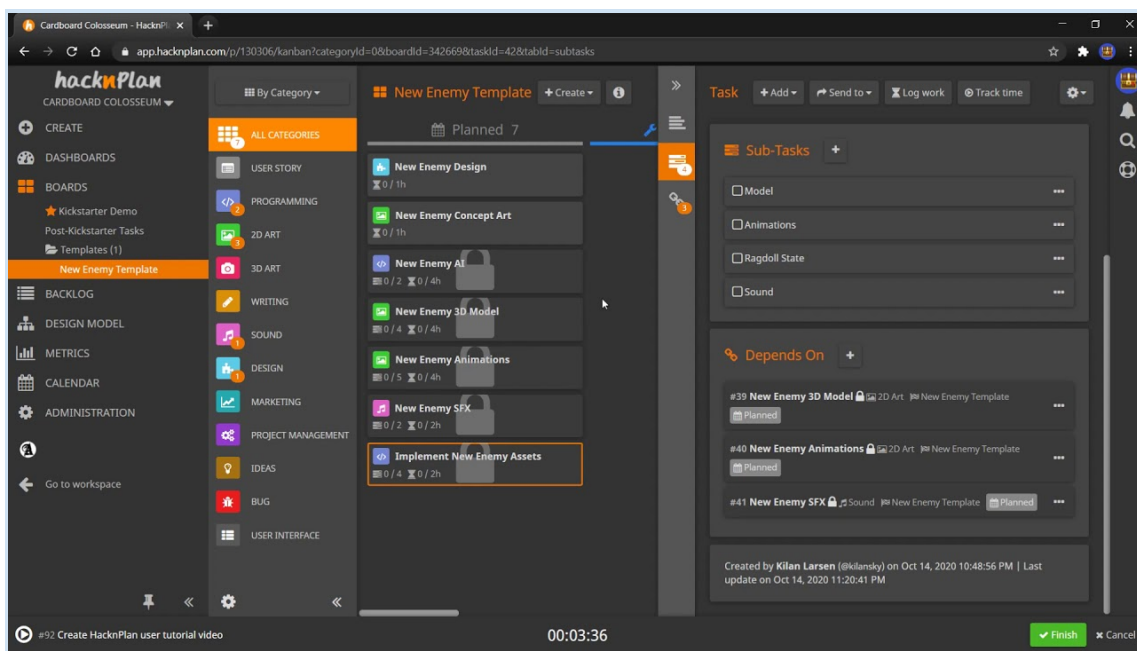 Cardboard Colosseum - HacknPl
app.hacknplan.com/p/130306/kanban?categoryId=0&boardId=342669&taskId=42&tabId=subtasks
hacknPlan
CARDBOARD COLOSSEUM
CREATE
DASHBOARDS
BOARDS
Kickstarter Demo
Post-Kickstarter Tasks
Templates (1)
New Enemy Template
BACKLOG
DESIGN MODEL
METRICS
CALENDAR
ADMINISTRATION
Go to workspace
By Category
7
ALL CATEGORIES
USER STORY
2
PROGRAMMING
3
2D ART
3D ART
WRITING
1
SOUND
1
DESIGN
MARKETING
PROJECT MANAGEMENT
IDEAS
BUG
USER INTERFACE
New Enemy Template + Create
Planned 7
New Enemy Design
0 / 1h
New Enemy Concept Art
0 / 1h
New Enemy AI
0 / 2 0 / 4h
New Enemy 3D Model
0 / 4 0 / 4h
New Enemy Animations
0 / 5 0 / 4h
New Enemy SFX
0 / 2 0 / 2h
Implement New Enemy Assets
0 / 4 0 / 2h
4
3
Task + Add Send to Log work Track time
Sub-Tasks +
Model
Animations
Ragdoll State
Sound
Depends On +
#39 New Enemy 3D Model 2D Art New Enemy Template
Planned
#40 New Enemy Animations 2D Art New Enemy Template
Planned
#41 New Enemy SFX Sound New Enemy Template Planned
Created by Kilan Larsen (@kilansky) on Oct 14, 2020 10:48:56 PM | Last
update on Oct 14, 2020 11:20:41 PM
#92 Create HacknPlan user tutorial video
00:03:36
Finish
Cancel